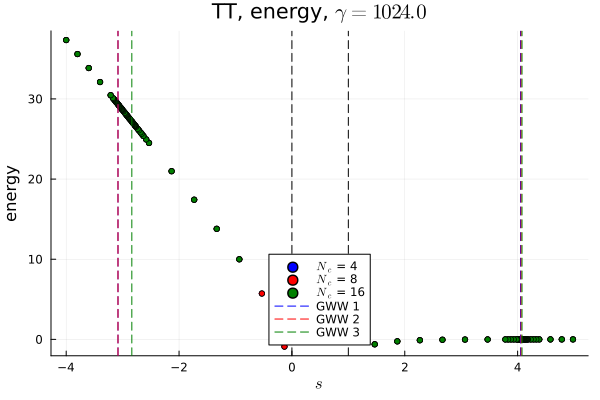 TT, energy, γ = 1024.0
energy
30
20
10
0
N_c = 4
N_c = 8
N_c = 16
GWW 1
GWW 2
GWW 3
−4 −2 0 2 4
s